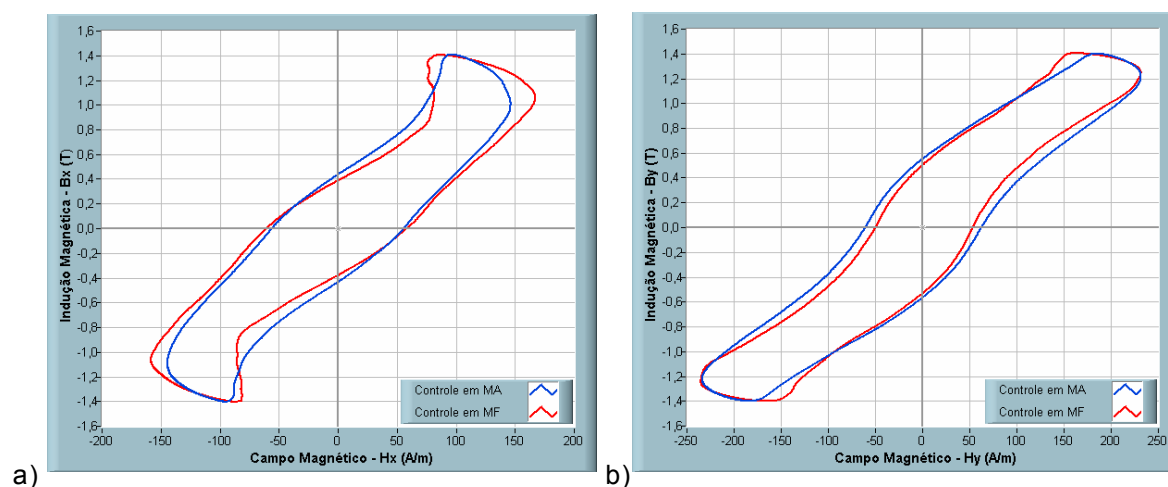 1,6
1,4
1,2
1,0
0,8
0,6
0,4
0,2
0,0
-0,2
-0,4
-0,6
-0,8
-1,0
-1,2
-1,4
-1,6
Indução Magnética - Bx (T)
-200 -150 -100 -50 0 50 100 150 200
Campo Magnético - Hx (A/m)
Controle em MA
Controle em MF
a)
1,6
1,4
1,2
1,0
0,8
0,6
0,4
0,2
0,0
-0,2
-0,4
-0,6
-0,8
-1,0
-1,2
-1,4
-1,6
Indução Magnética - By (T)
-250 -200 -150 -100 -50 0 50 100 150 200 250
Campo Magnético - Hy (A/m)
Controle em MA
Controle em MF
b)